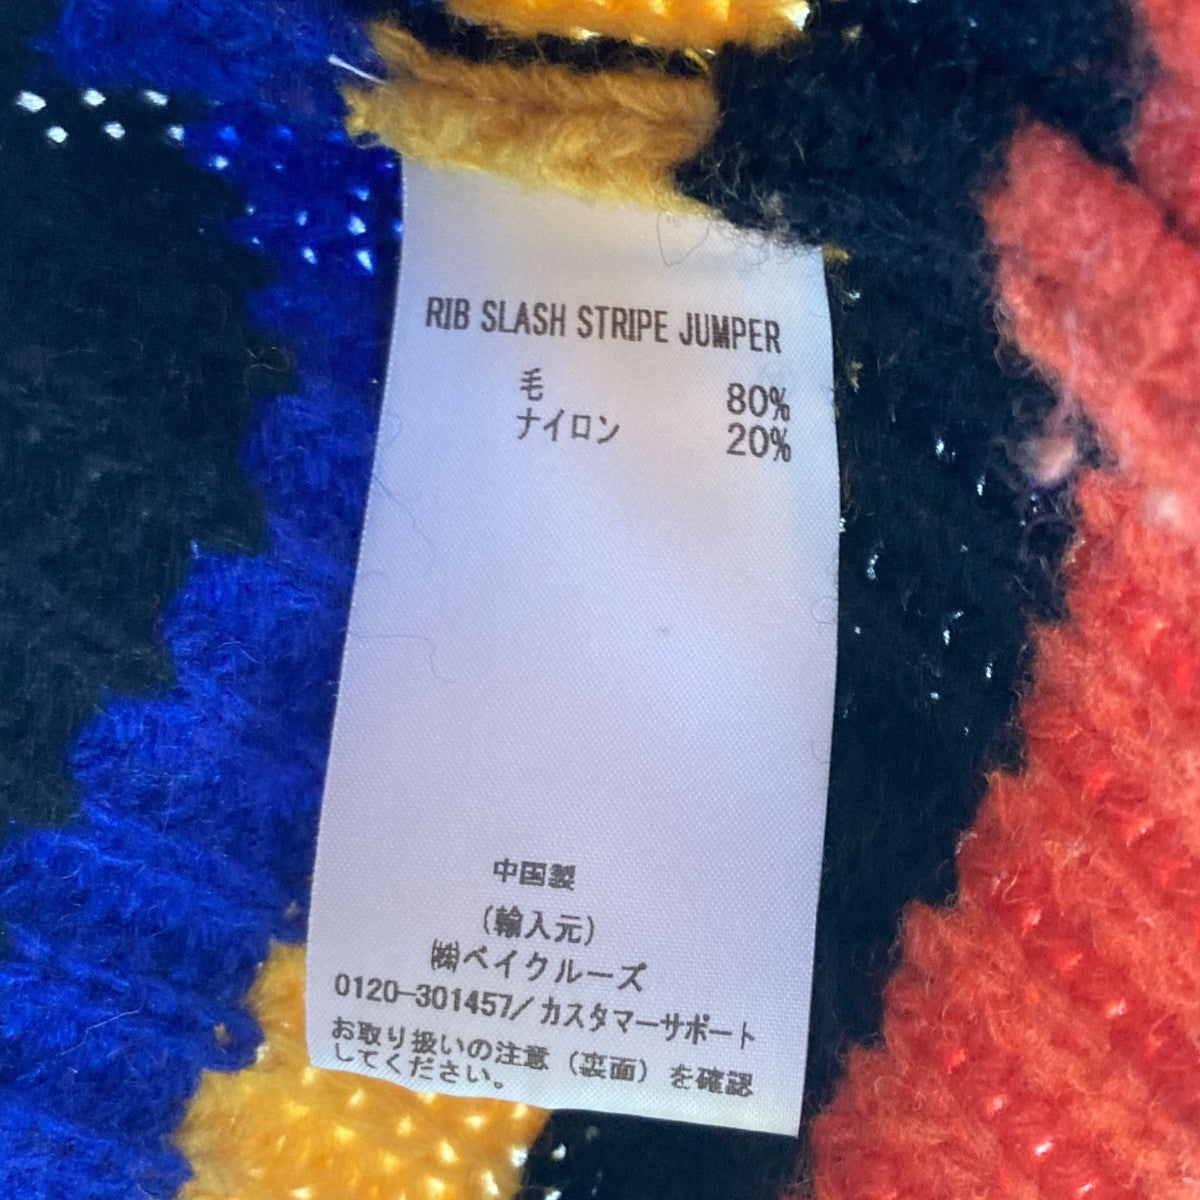 RIB SLASH STRIPE JUMPER
毛 80%
ナイロン 20%
中国製
(輸入元)
㈱ベイクルーズ
0120-301457/カスタマーサポート
お取り扱いの注意(裏面)を確認
してください。